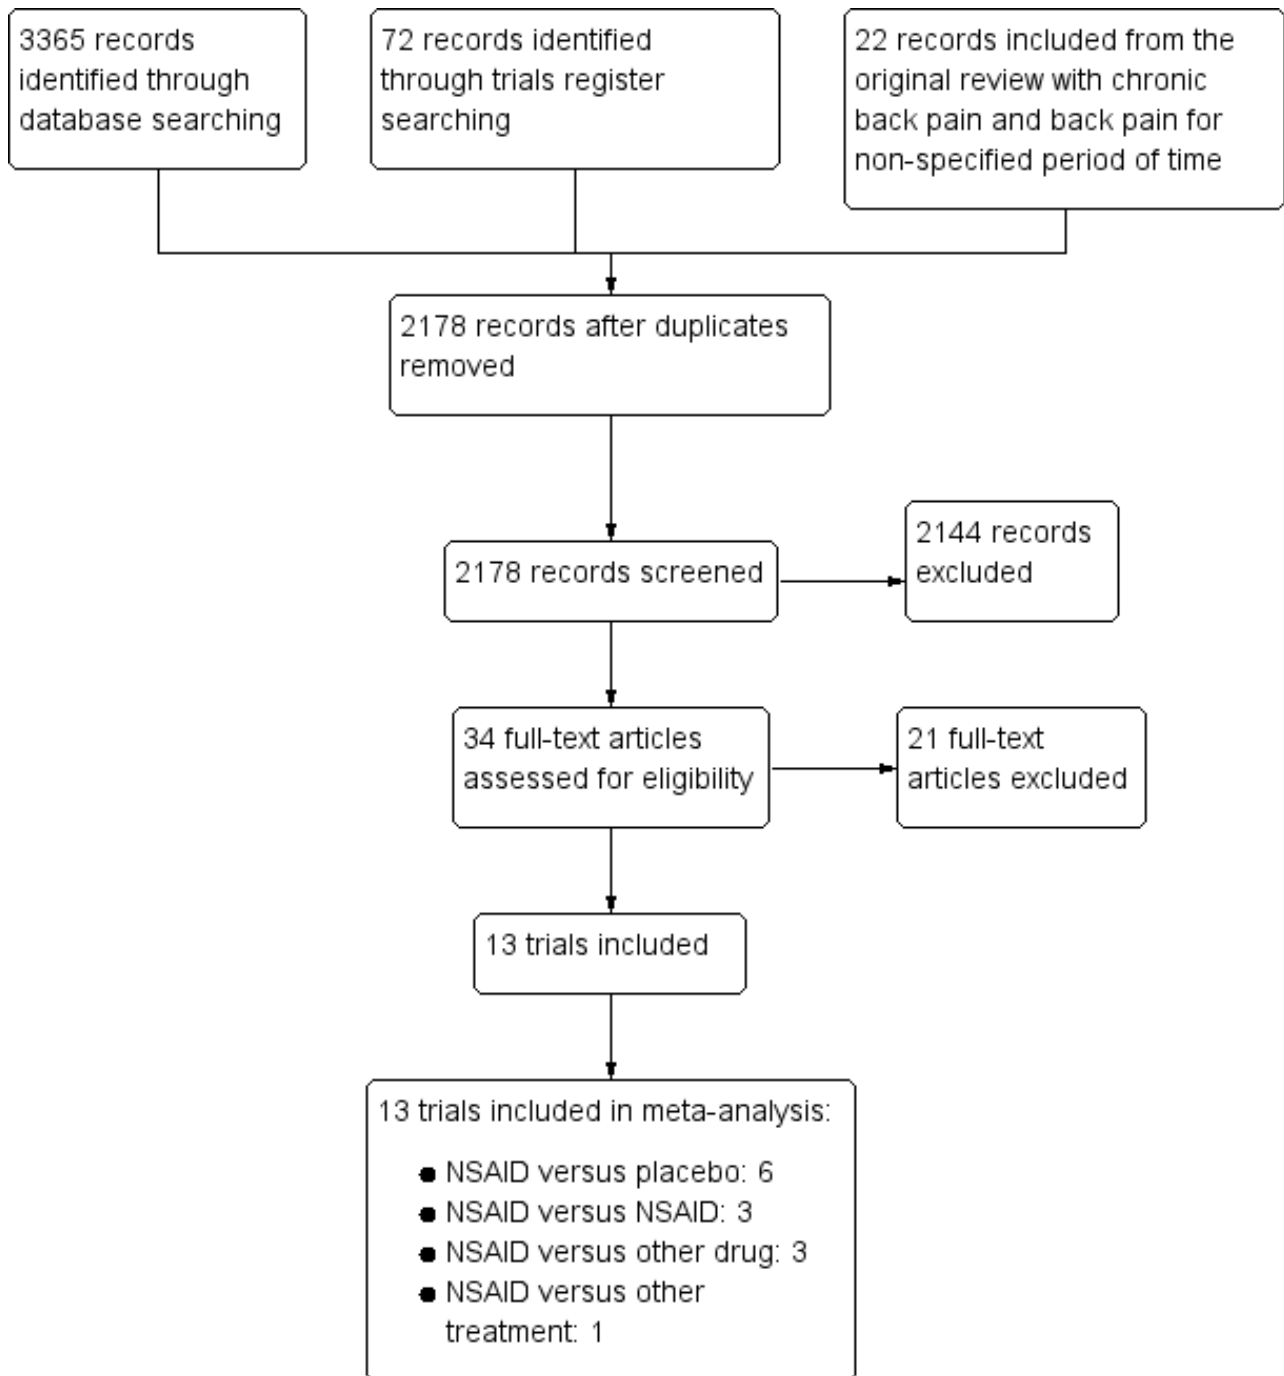 3365 records
identified through
database searching
72 records identified
through trials register
searching
22 records included from the
original review with chronic
back pain and back pain for
non-specified period of time
2178 records after duplicates
removed
2178 records screened
2144 records
excluded
34 full-text articles
assessed for eligibility
21 full-text
articles excluded
13 trials included
13 trials included in meta-analysis:
● NSAID versus placebo: 6
● NSAID versus NSAID: 3
● NSAID versus other drug: 3
● NSAID versus other
treatment: 1